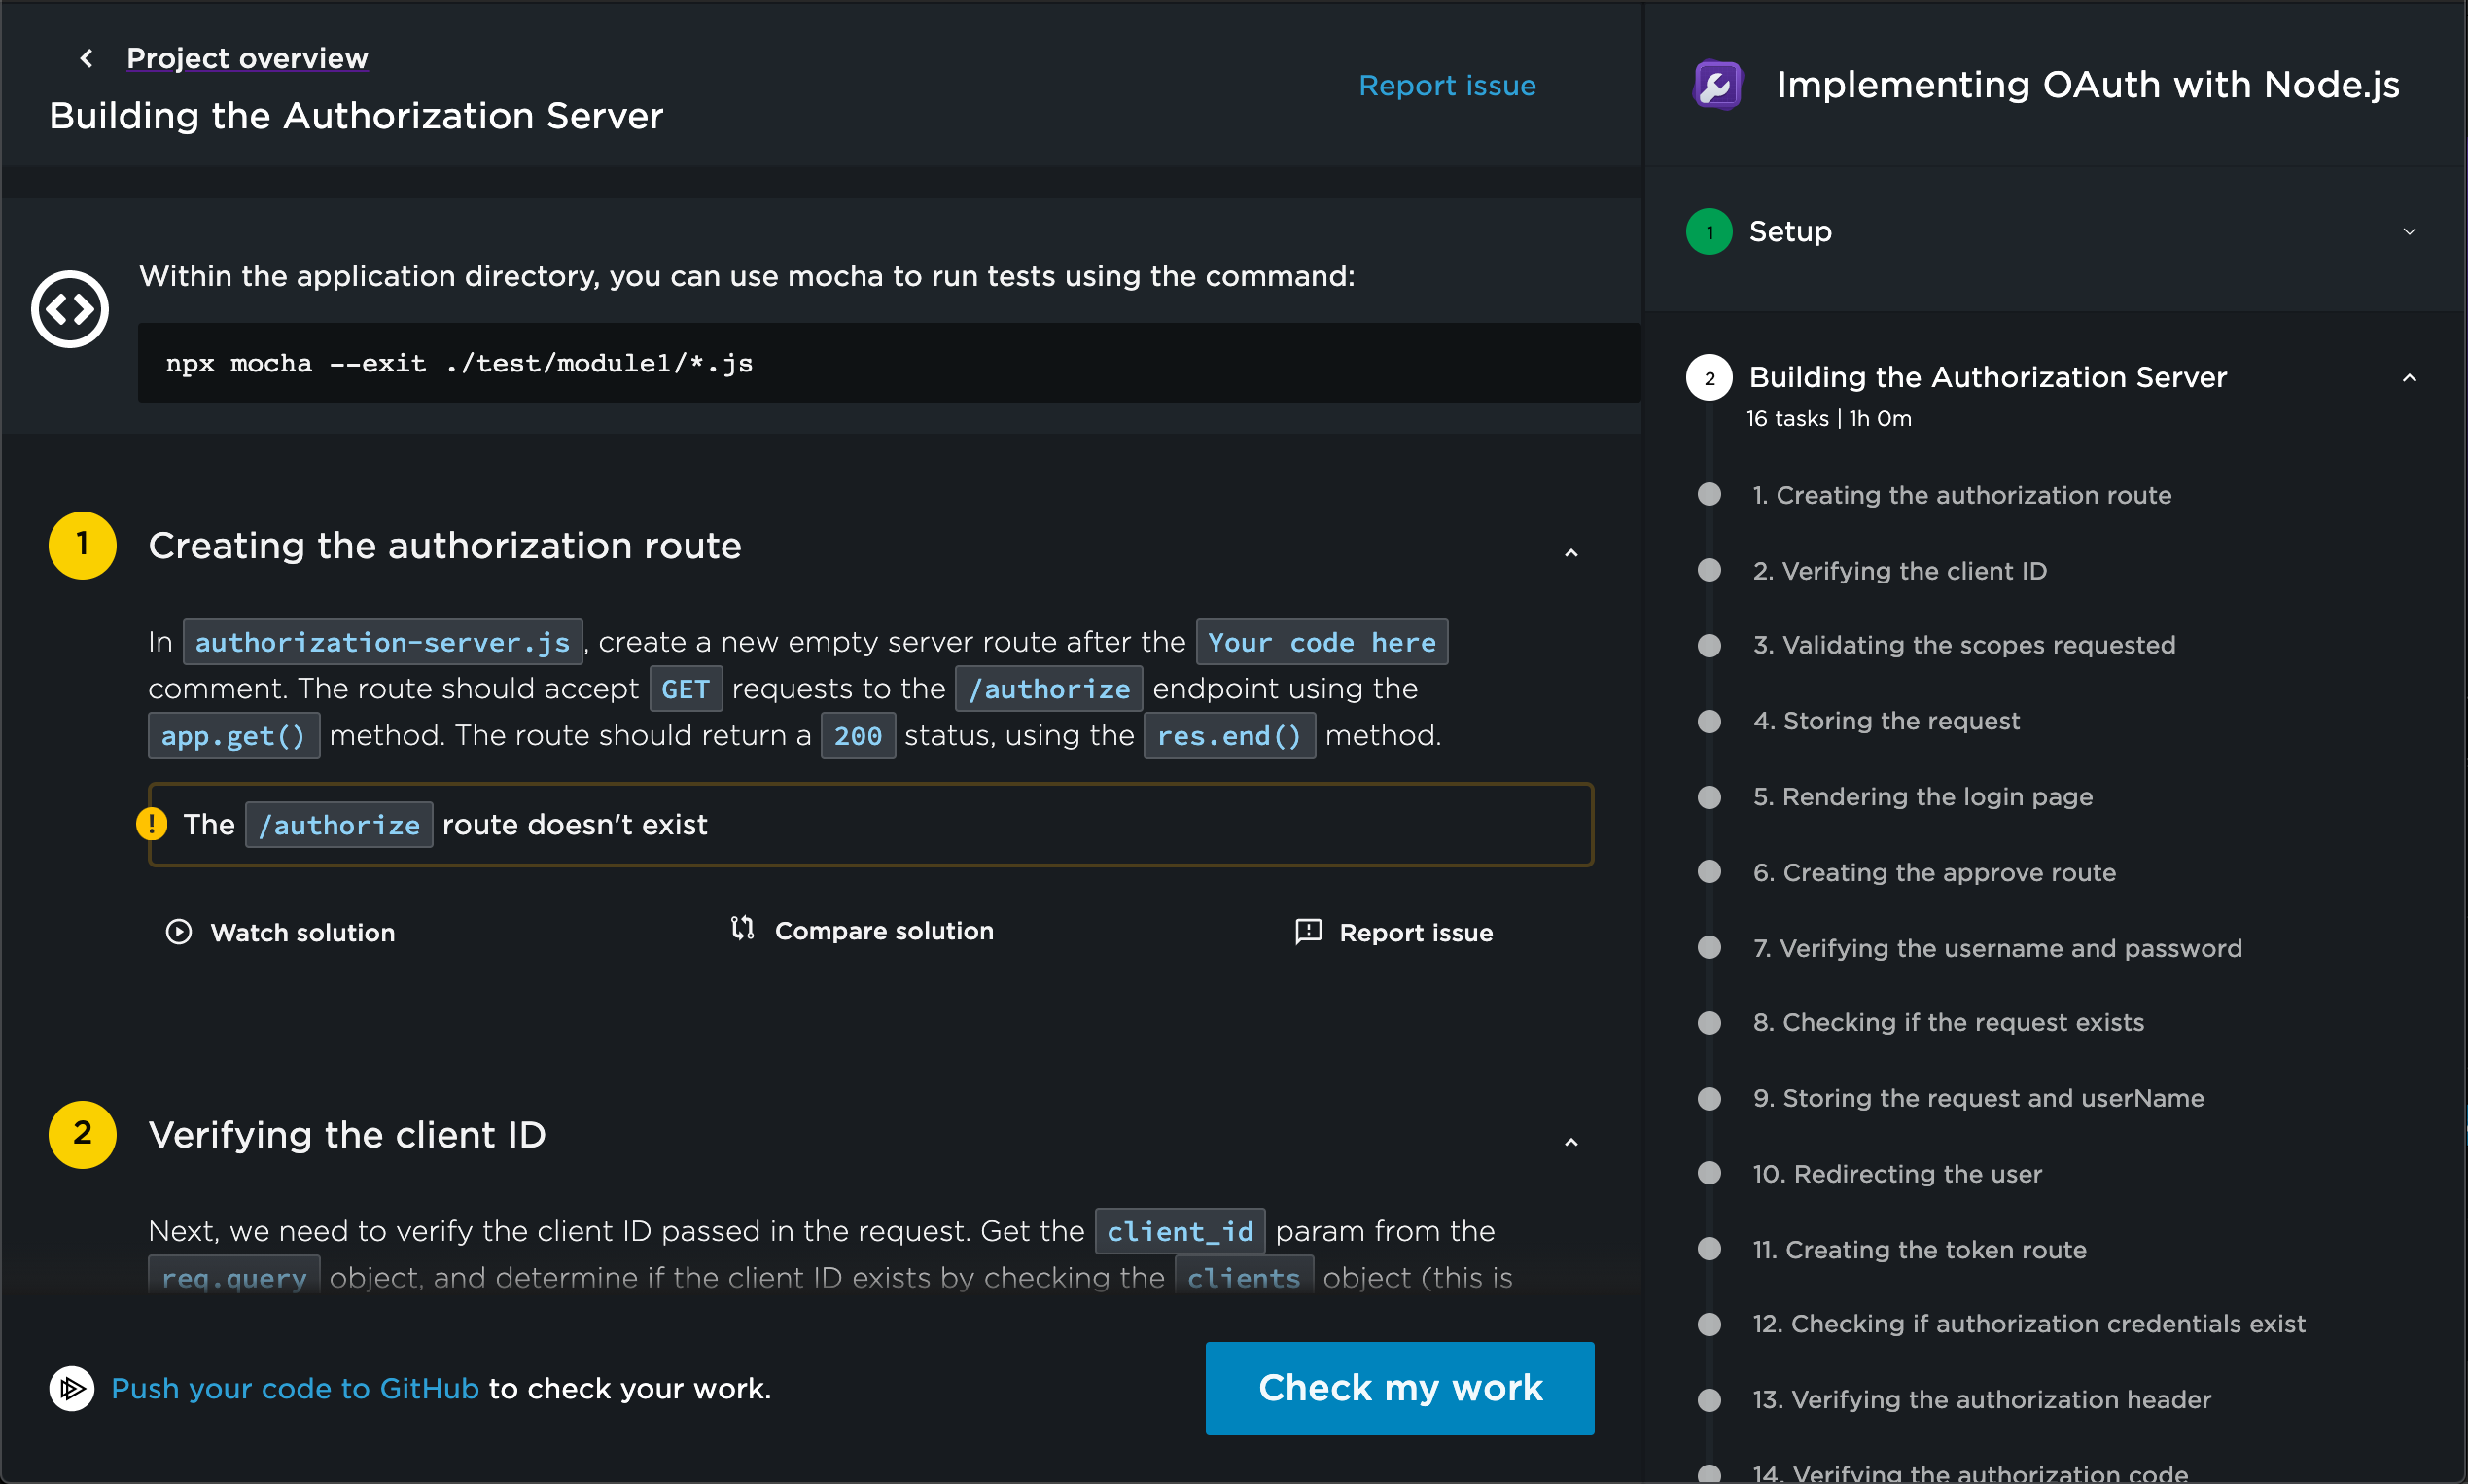 Project overview
Building the Authorization Server
Report issue
Within the application directory, you can use mocha to run tests using the command:
npx mocha --exit ./test/module1/*.js
1
Creating the authorization route
In authorization-server.js, create a new empty server route after the Your code here
comment. The route should accept GET requests to the /authorize endpoint using the
app.get() method. The route should return a 200 status, using the res.end() method.
! The /authorize route doesn't exist
Watch solution
Compare solution
Report issue
2
Verifying the client ID
Next, we need to verify the client ID passed in the request. Get the client_id param from the
req.query object, and determine if the client ID exists by checking the clients object (this is
Push your code to GitHub to check your work.
Check my work
Implementing OAuth with Node.js
1 Setup
2 Building the Authorization Server
16 tasks | 1h 0m
1. Creating the authorization route
2. Verifying the client ID
3. Validating the scopes requested
4. Storing the request
5. Rendering the login page
6. Creating the approve route
7. Verifying the username and password
8. Checking if the request exists
9. Storing the request and userName
10. Redirecting the user
11. Creating the token route
12. Checking if authorization credentials exist
13. Verifying the authorization header
14. Verifying the authorization code